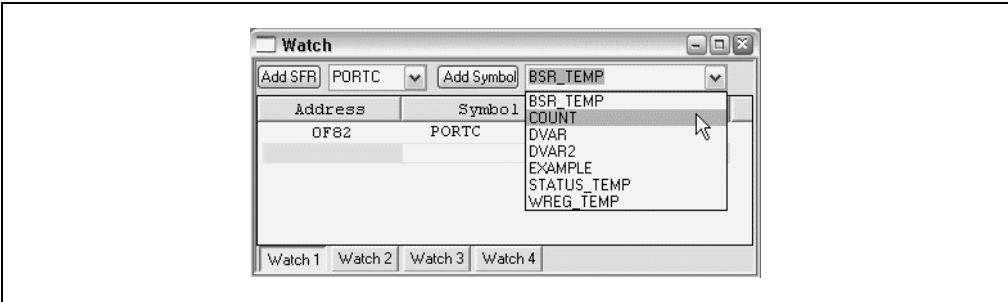 Watch
Add SFR PORTC Add Symbol BSR_TEMP
Address Symbol
0F82 PORTC
BSR_TEMP
COUNT
DVAR
DVAR2
EXAMPLE
STATUS_TEMP
WREG_TEMP
Watch 1 Watch 2 Watch 3 Watch 4